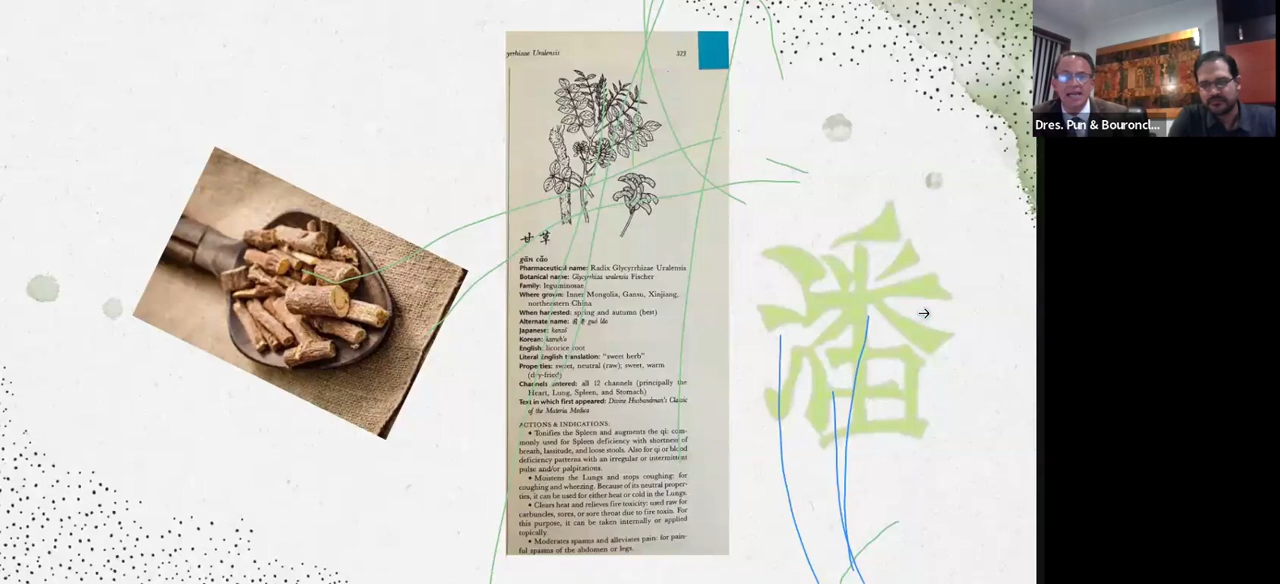 yrrhizae Uralensis 323
甘草
gān cǎo
Pharmaceutical name: Radix Glycyrrhizae Uralensis
Botanical name: Glycyrrhiza uralensis Fischer
Family: leguminosae
Where grown: Inner Mongolia, Gansu, Xinjiang,
northeastern China
When harvested: spring and autumn (best)
Alternate name: 國老 guó lǎo
Japanese: kanzō
Korean: kamch'o
English: licorice root
Literal English translation: "sweet herb"
Properties: sweet, neutral (raw); sweet, warm
(dry-fried)
Channels entered: all 12 channels (principally the
Heart, Lung, Spleen, and Stomach)
Text in which first appeared: Divine Husbandman's Classic
of the Materia Medica
ACTIONS & INDICATIONS
• Tonifies the Spleen and augments the qi: com-
monly used for Spleen deficiency with shortness of
breath, lassitude, and loose stools. Also for qi or blood
deficiency patterns with an irregular or intermittent
pulse and/or palpitations.
• Moistens the Lungs and stops coughing: for
coughing and wheezing. Because of its neutral proper-
ties, it can be used for either heat or cold in the Lungs.
• Clears heat and relieves fire toxicity: used raw for
carbuncles, sores, or sore throat due to fire toxin. For
this purpose, it can be taken internally or applied
topically.
• Moderates spasms and alleviates pain: for pain-
ful spasms of the abdomen or legs.
潘
Dres. Pun & Bouroncl...